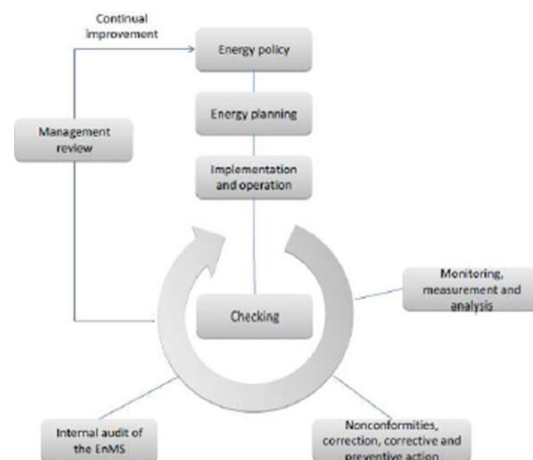 Continual
improvement
Energy policy
Energy planning
Management
review
Implementation
and operation
Monitoring,
measurement and
analysis
Checking
Internal audit of
the EnMS
Nonconformities,
correction, corrective and
preventive action